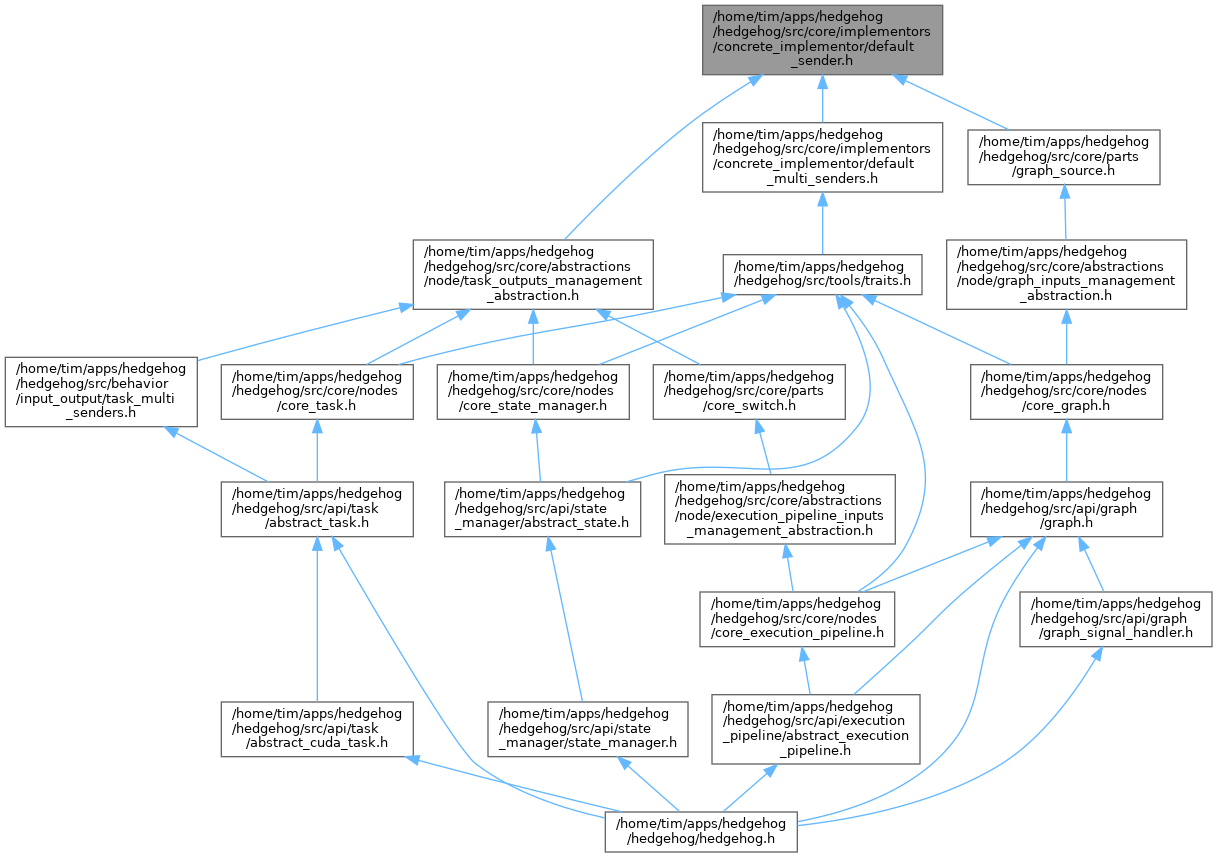 /home/tim/apps/hedgehog
/hedgehog/src/core/implementors
/concrete_implementor/default
_sender.h
/home/tim/apps/hedgehog
/hedgehog/src/core/implementors
/concrete_implementor/default
_multi_senders.h
/home/tim/apps/hedgehog
/hedgehog/src/core/parts
/graph_source.h
/home/tim/apps/hedgehog
/hedgehog/src/core/abstractions
/node/task_outputs_management
_abstraction.h
/home/tim/apps/hedgehog
/hedgehog/src/tools/traits.h
/home/tim/apps/hedgehog
/hedgehog/src/core/abstractions
/node/graph_inputs_management
_abstraction.h
/home/tim/apps/hedgehog
/hedgehog/src/behavior
/input_output/task_multi
_senders.h
/home/tim/apps/hedgehog
/hedgehog/src/core/nodes
/core_task.h
/home/tim/apps/hedgehog
/hedgehog/src/core/nodes
/core_state_manager.h
/home/tim/apps/hedgehog
/hedgehog/src/core/parts
/core_switch.h
/home/tim/apps/hedgehog
/hedgehog/src/core/nodes
/core_graph.h
/home/tim/apps/hedgehog
/hedgehog/src/api/task
/abstract_task.h
/home/tim/apps/hedgehog
/hedgehog/src/api/state
_manager/abstract_state.h
/home/tim/apps/hedgehog
/hedgehog/src/core/abstractions
/node/execution_pipeline_inputs
_management_abstraction.h
/home/tim/apps/hedgehog
/hedgehog/src/api/graph
/graph.h
/home/tim/apps/hedgehog
/hedgehog/src/core/nodes
/core_execution_pipeline.h
/home/tim/apps/hedgehog
/hedgehog/src/api/graph
/graph_signal_handler.h
/home/tim/apps/hedgehog
/hedgehog/src/api/task
/abstract_cuda_task.h
/home/tim/apps/hedgehog
/hedgehog/src/api/state
_manager/state_manager.h
/home/tim/apps/hedgehog
/hedgehog/src/api/execution
_pipeline/abstract_execution
_pipeline.h
/home/tim/apps/hedgehog
/hedgehog/hedgehog.h